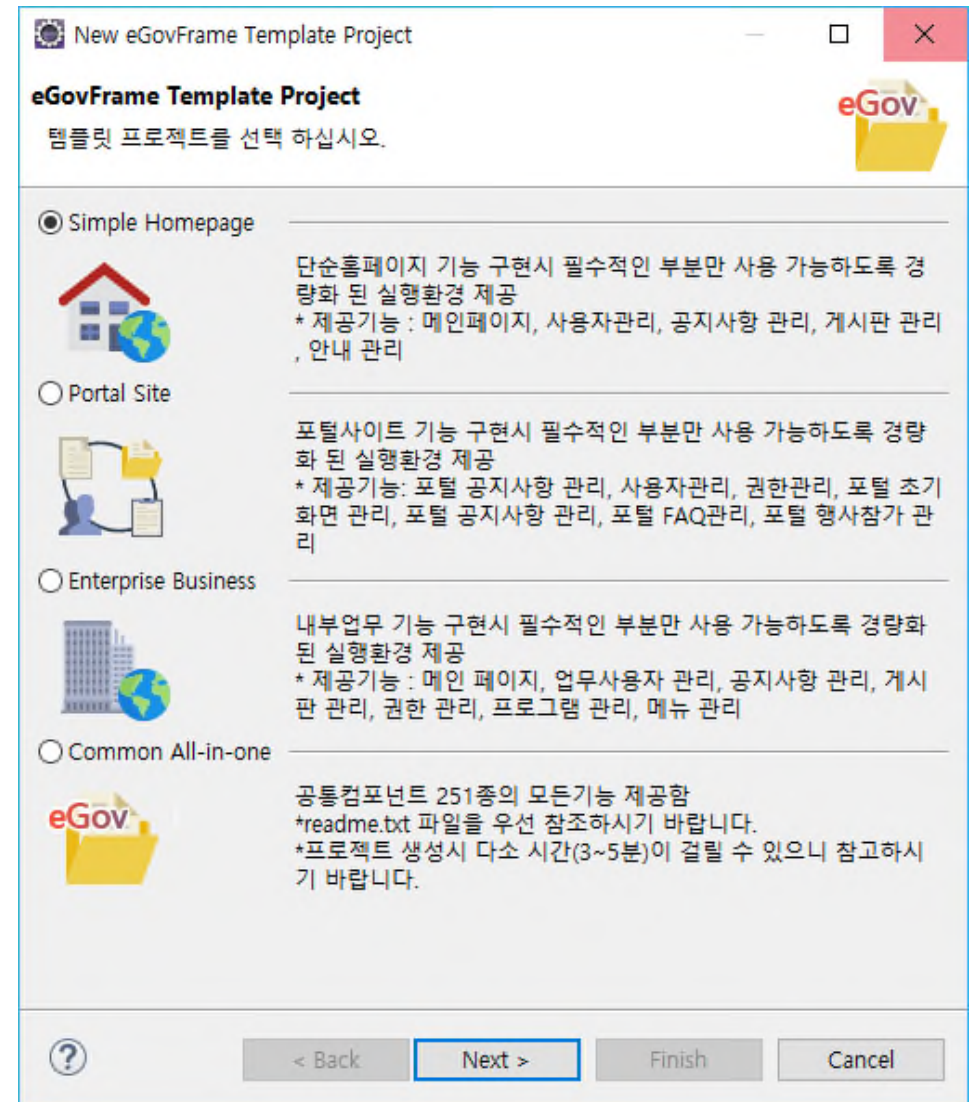 New eGovFrame Template Project
eGovFrame Template Project
템플릿 프로젝트를 선택 하십시오.
eGov
Simple Homepage
단순홈페이지 기능 구현시 필수적인 부분만 사용 가능하도록 경
량화 된 실행환경 제공
* 제공기능 : 메인페이지, 사용자관리, 공지사항 관리, 게시판 관리
, 안내 관리
Portal Site
포털사이트 기능 구현시 필수적인 부분만 사용 가능하도록 경량
화 된 실행환경 제공
* 제공기능: 포털 공지사항 관리, 사용자관리, 권한관리, 포털 초기
화면 관리, 포털 공지사항 관리, 포털 FAQ관리, 포털 행사참가 관
리
Enterprise Business
내부업무 기능 구현시 필수적인 부분만 사용 가능하도록 경량화
된 실행환경 제공
* 제공기능 : 메인 페이지, 업무사용자 관리, 공지사항 관리, 게시
판 관리, 권한 관리, 프로그램 관리, 메뉴 관리
Common All-in-one
eGov
공통컴포넌트 251종의 모든기능 제공함
*readme.txt 파일을 우선 참조하시기 바랍니다.
*프로젝트 생성시 다소 시간(3~5분)이 걸릴 수 있으니 참고하시
기 바랍니다.
?
< Back
Next >
Finish
Cancel